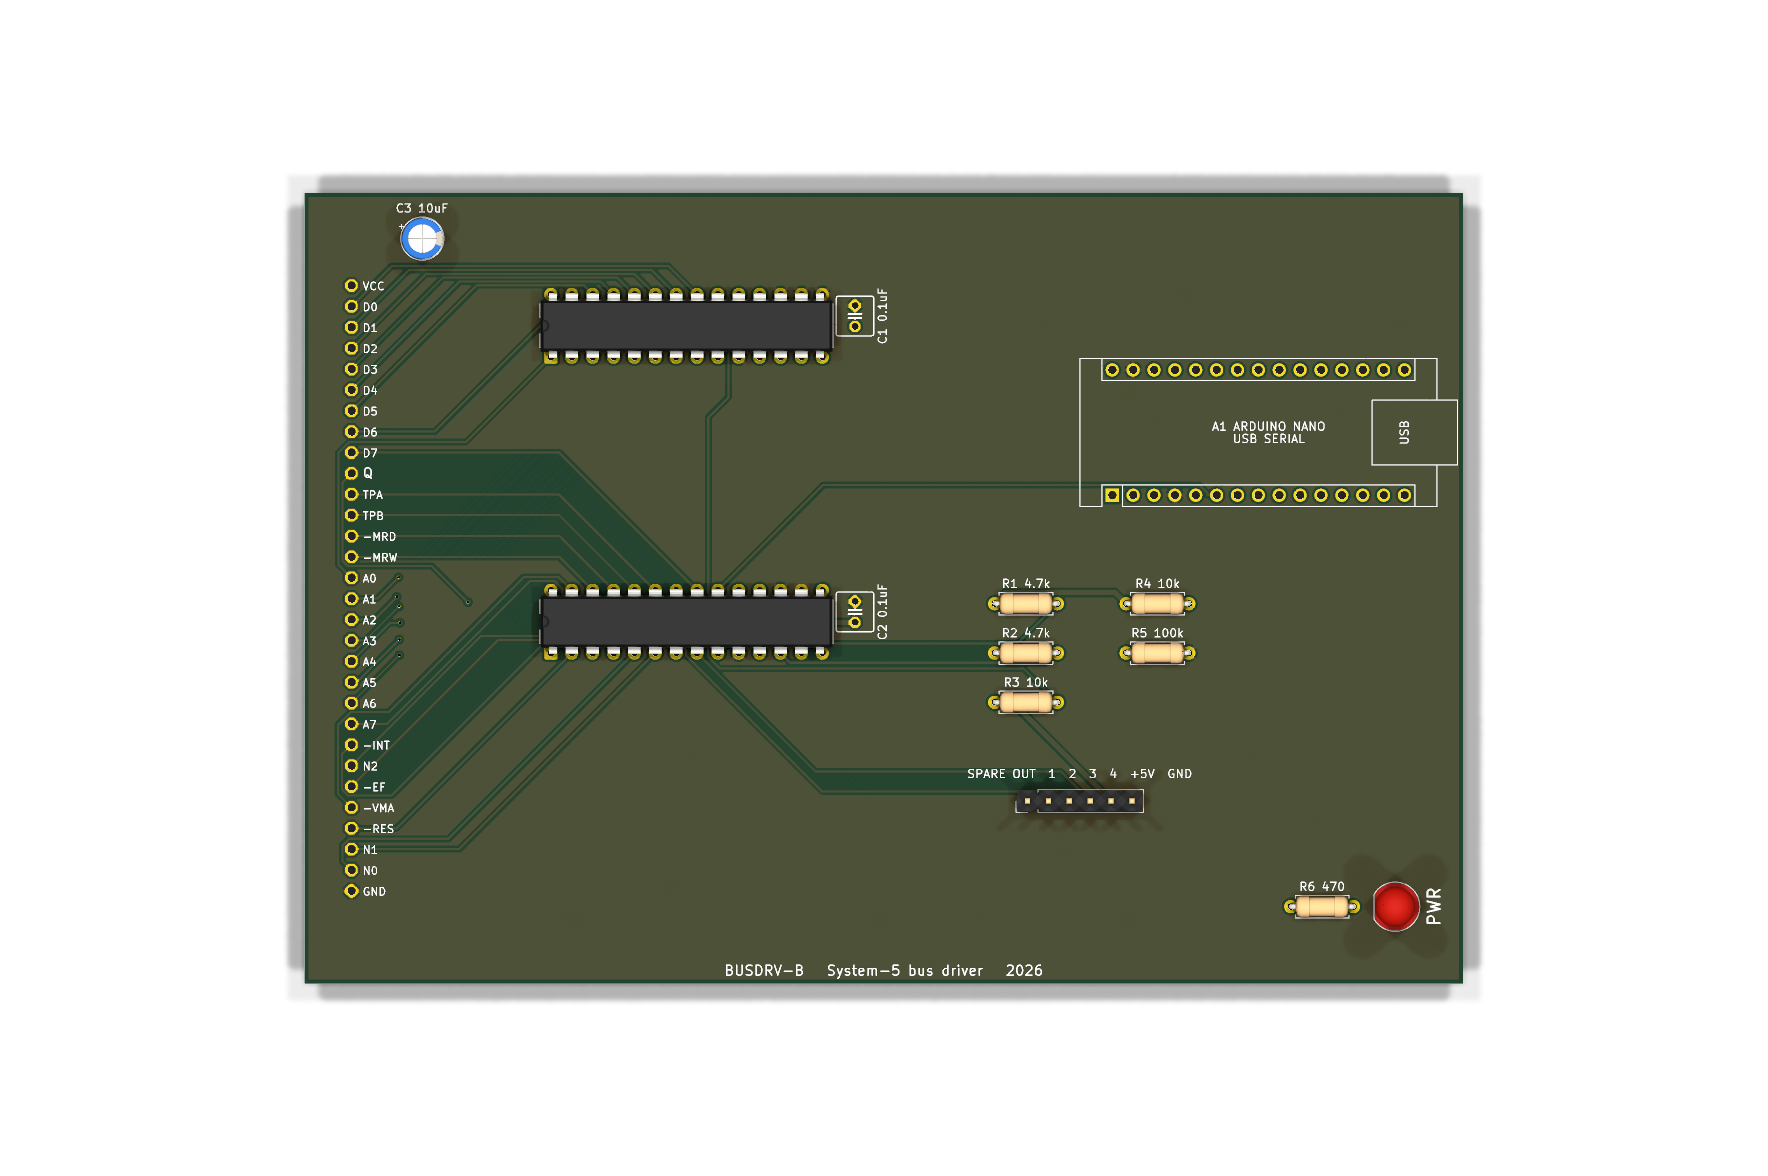 C3 10uF
+
VCC
D0
D1
D2
D3
D4
D5
D6
D7
Q
TPA
TPB
-MRD
-MRW
A0
A1
A2
A3
A4
A5
A6
A7
-INT
N2
-EF
-VMA
-RES
N1
N0
GND
C1 0.1uF
C2 0.1uF
A1 ARDUINO NANO
USB SERIAL
USB
R1 4.7k
R4 10k
R2 4.7k
R5 100k
R3 10k
SPARE OUT 1 2 3 4 +5V GND
R6 470
PWR
BUSDRV-B System-5 bus driver 2026